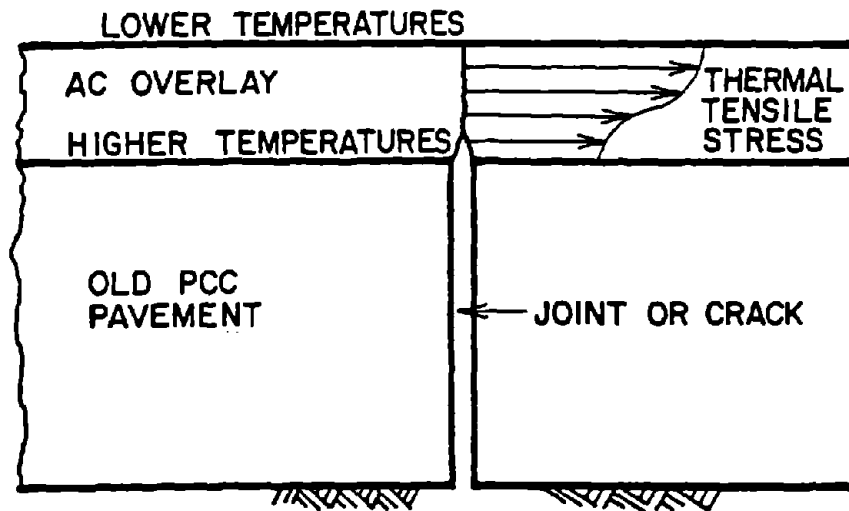 LOWER TEMPERATURES
AC OVERLAY
HIGHER TEMPERATURES
THERMAL
TENSILE
STRESS
OLD PCC
PAVEMENT
JOINT OR CRACK